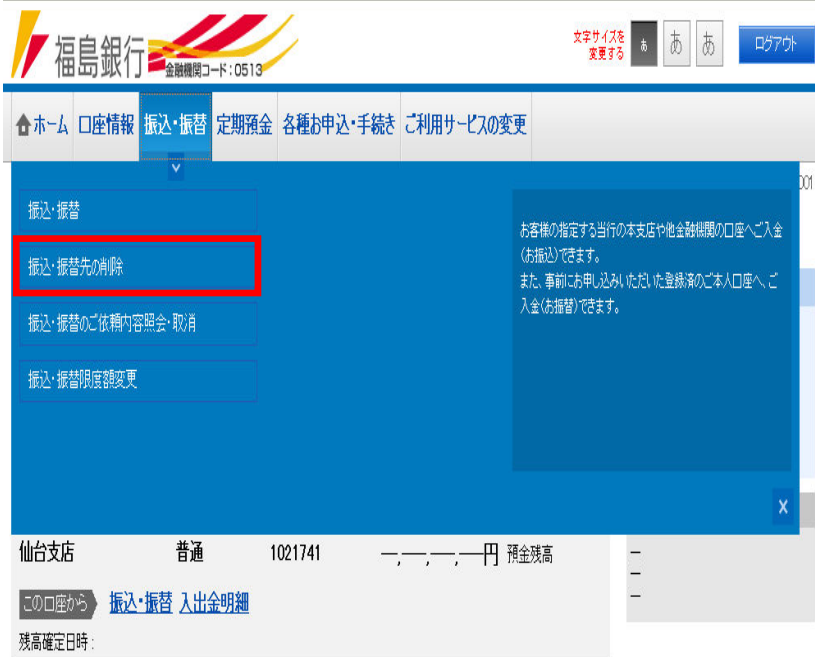 福島銀行
金融機関コード：0513
文字サイズを
変更する
あ
あ
あ
ログアウト
ホーム 口座情報 振込・振替 定期預金 各種お申込・手続き ご利用サービスの変更
振込・振替
振込・振替先の削除
振込・振替のご依頼内容照会・取消
振込・振替限度額変更
お客様の指定する当行の本支店や他金融機関の口座へご入金
（お振込）できます。
また、事前にお申し込みいただいた登録済のご本人口座へ、ご
入金（お振替）できます。
001
×
仙台支店 普通 1021741 ―,―,―,―円 預金残高
―
―
―
この口座から 振込・振替 入出金明細
残高確定日時：